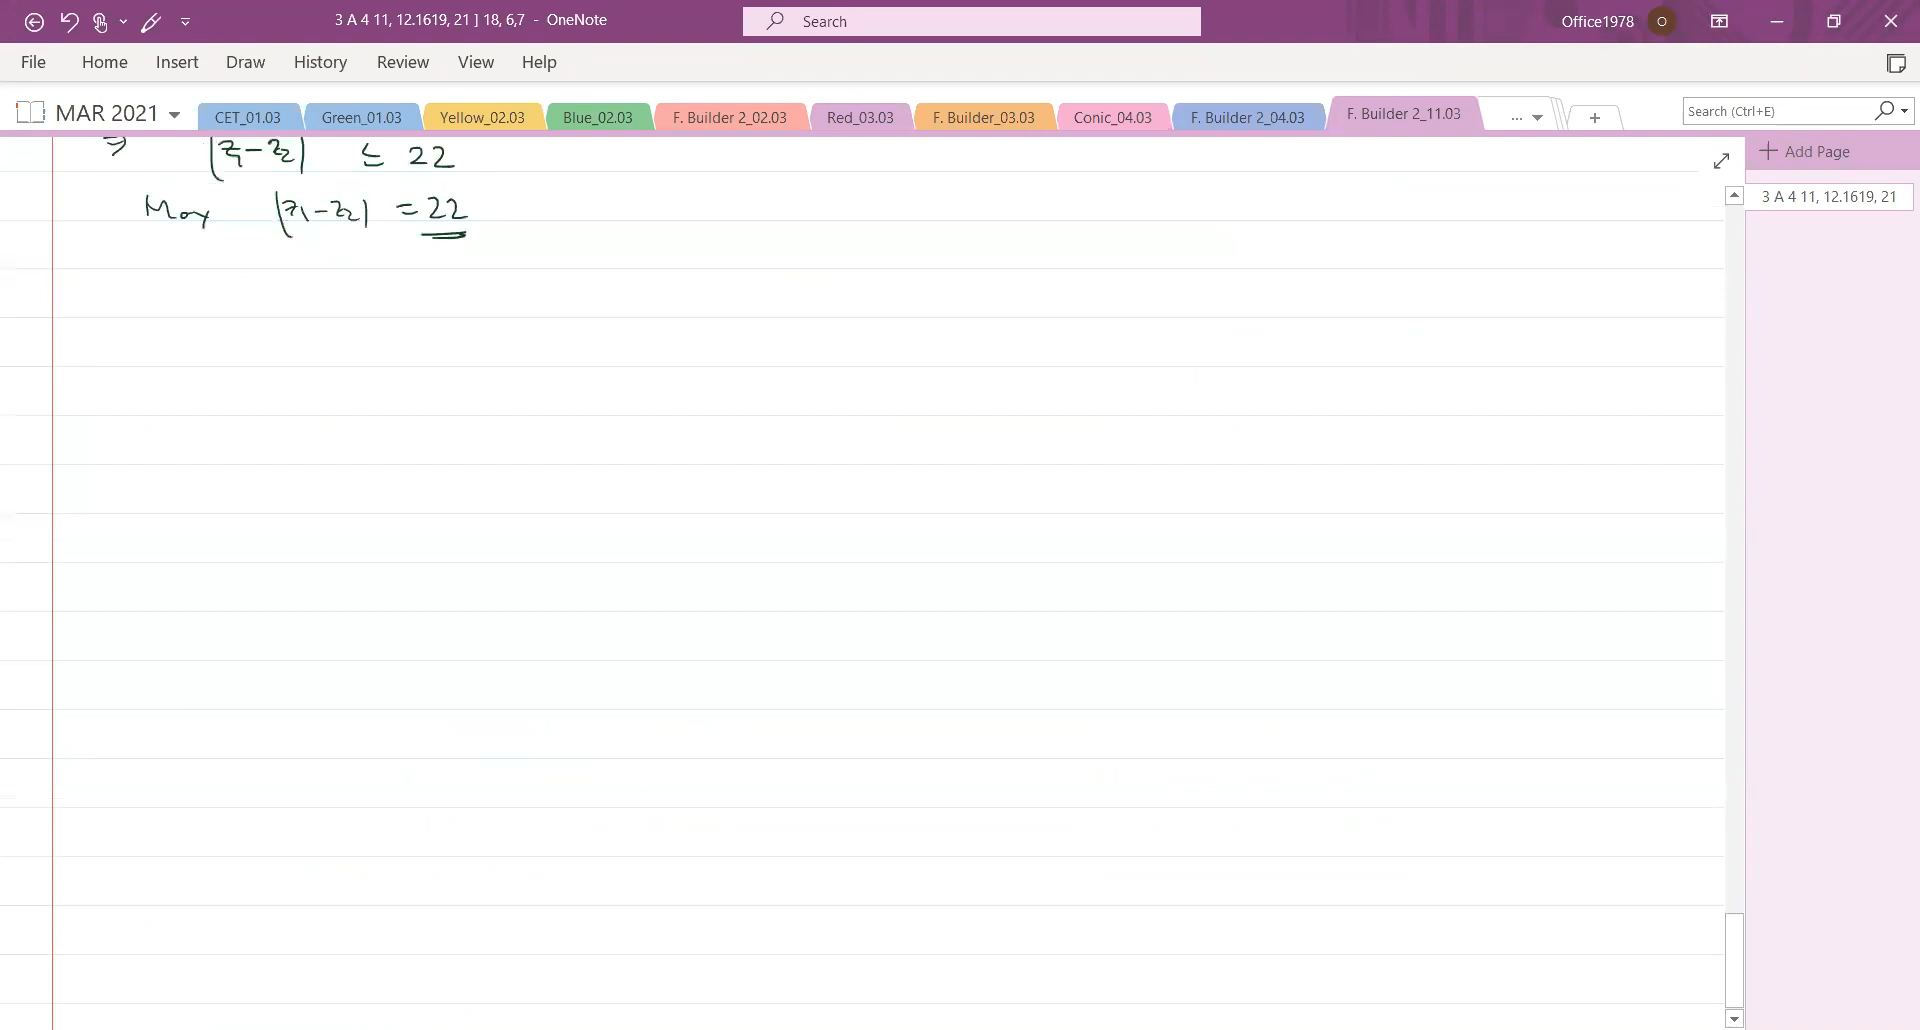 3 A 4 11, 12.1619, 21 ] 18, 6,7 - OneNote
Search
Office1978
O
File Home Insert Draw History Review View Help
MAR 2021
CET_01.03 Green_01.03 Yellow_02.03 Blue_02.03 F. Builder 2_02.03 Red_03.03 F. Builder_03.03 Conic_04.03 F. Builder 2_04.03 F. Builder 2_11.03 ... +
Search (Ctrl+E)
Add Page
3 A 4 11, 12.1619, 21
⇒ |z₁ - z₂| ≤ 22
Max |z₁ - z₂| = 22